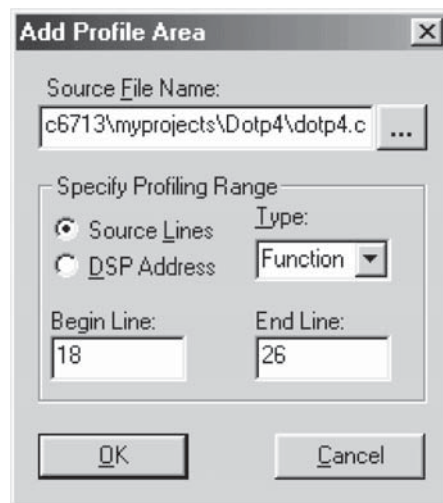 Add Profile Area
Source File Name:
c6713\myprojects\Dotp4\dotp4.c ...
Specify Profiling Range
Source Lines
Type:
DSP Address
Function
Begin Line:
End Line:
18
26
OK
Cancel